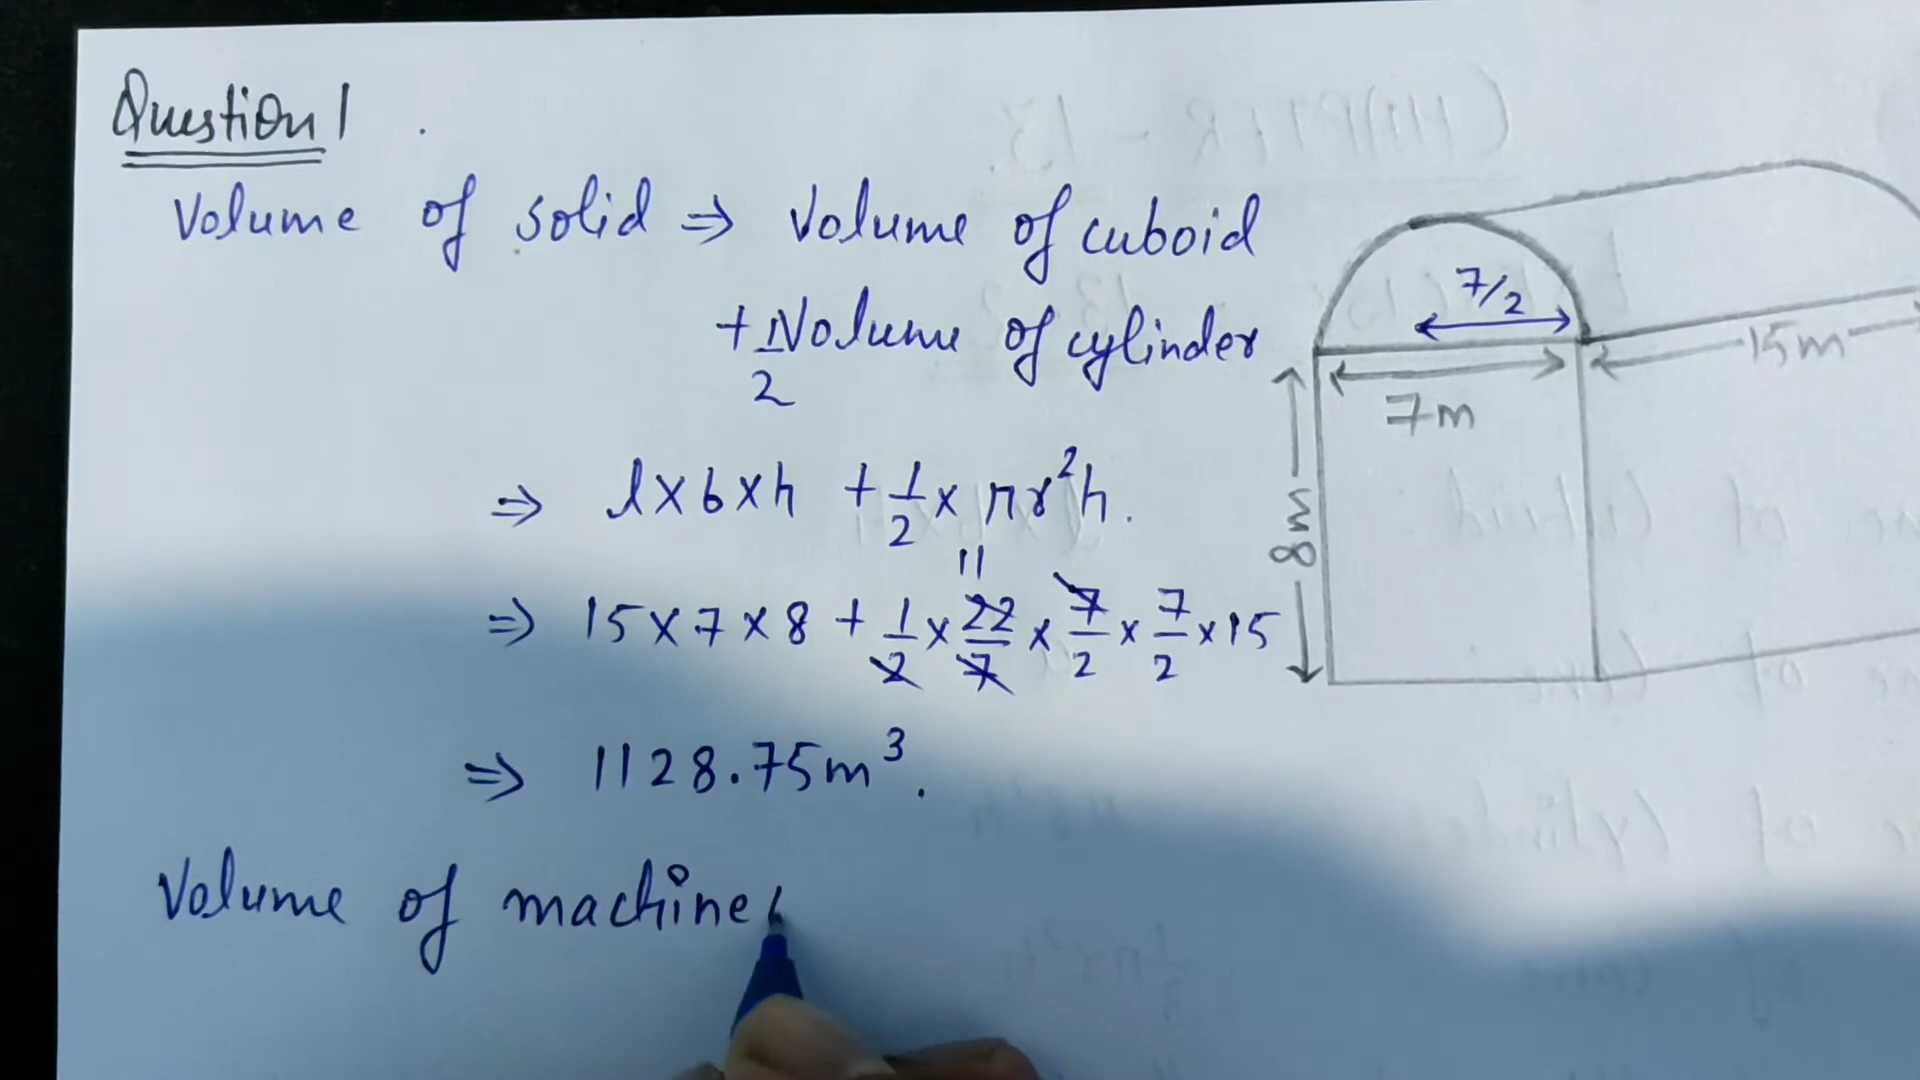 Question 1
Volume of solid ⇒ Volume of cuboid
+ 1/2 Volume of cylinder
⇒ l×b×h + 1/2 × πr²h.
11
⇒ 15×7×8 + 1/2 × 22/7 × 7/2 × 7/2 ×15
⇒ 1128.75m³.
Volume of machine
7/2
7m
15m
8m